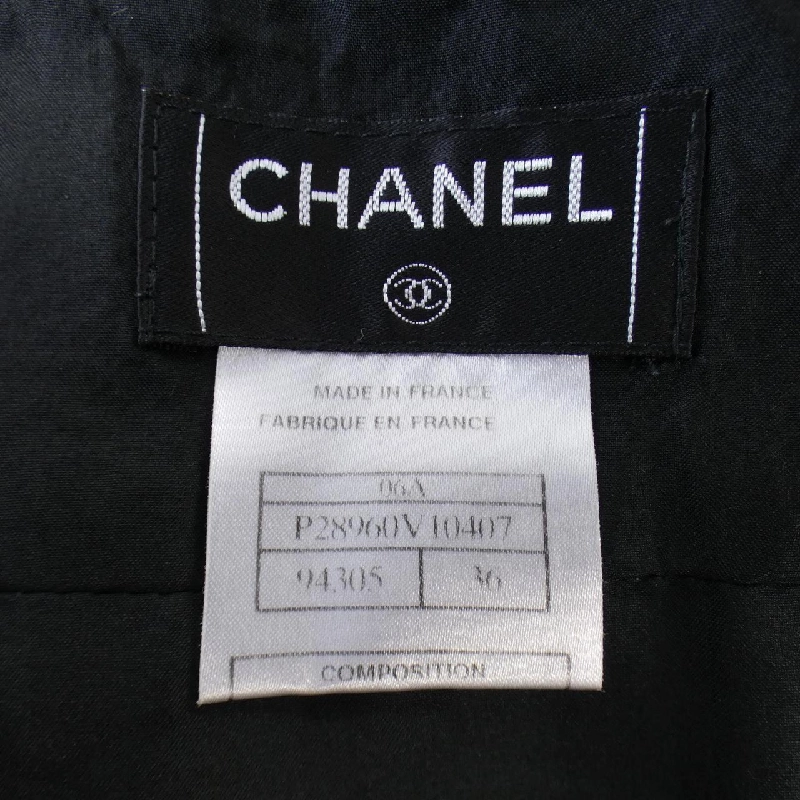 CHANEL
MADE IN FRANCE
FABRIQUE EN FRANCE
06A
P28960V10407
94305 36
COMPOSITION